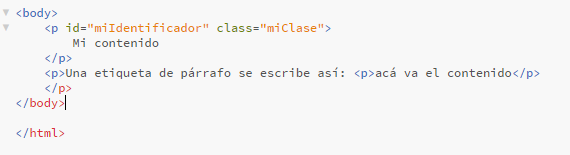 <body>
<p id="miIdentificador" class="miClase">
Mi contenido
</p>
<p>Una etiqueta de párrafo se escribe así: <p>acá va el contenido</p>
</p>
</body>
</html>